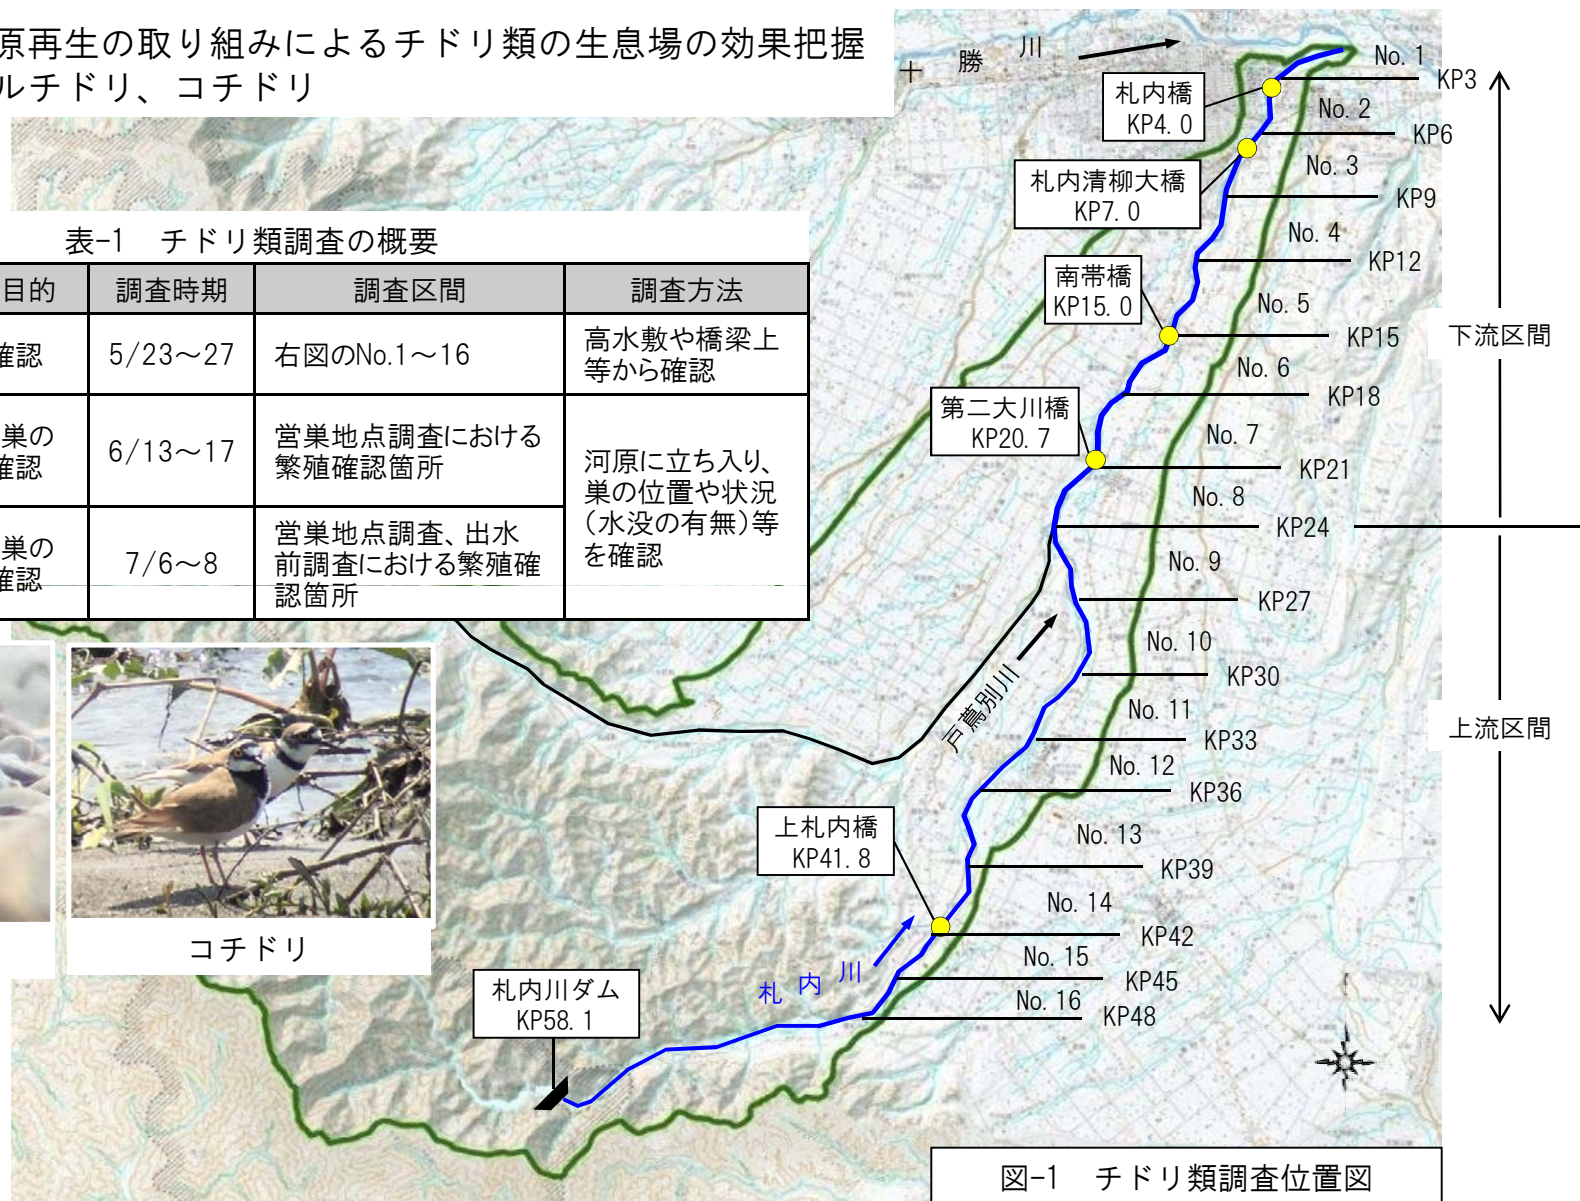 原再生の取り組みによるチドリ類の生息場の効果把握
ルチドリ、コチドリ
表-1 チドリ類調査の概要
目的 調査時期 調査区間 調査方法
確認 5/23～27 右図のNo.1～16 高水敷や橋梁上
等から確認
巣の
確認
6/13～17
営巣地点調査における
繁殖確認箇所
河原に立ち入り、
巣の位置や状況
（水没の有無）等
を確認
巣の
確認
7/6～8
営巣地点調査、出水
前調査における繁殖確
認箇所
コチドリ
十勝川
札内橋
KP4.0
札内清柳大橋
KP7.0
南帯橋
KP15.0
第二大川橋
KP20.7
戸蔦別川
上札内橋
KP41.8
札内川
札内川ダム
KP58.1
No.1
KP3
No.2
KP6
No.3
KP9
No.4
KP12
No.5
KP15
No.6
KP18
No.7
KP21
No.8
KP24
No.9
KP27
No.10
KP30
No.11
KP33
No.12
KP36
No.13
KP39
No.14
KP42
No.15
KP45
No.16
KP48
下流区間
上流区間
図-1 チドリ類調査位置図